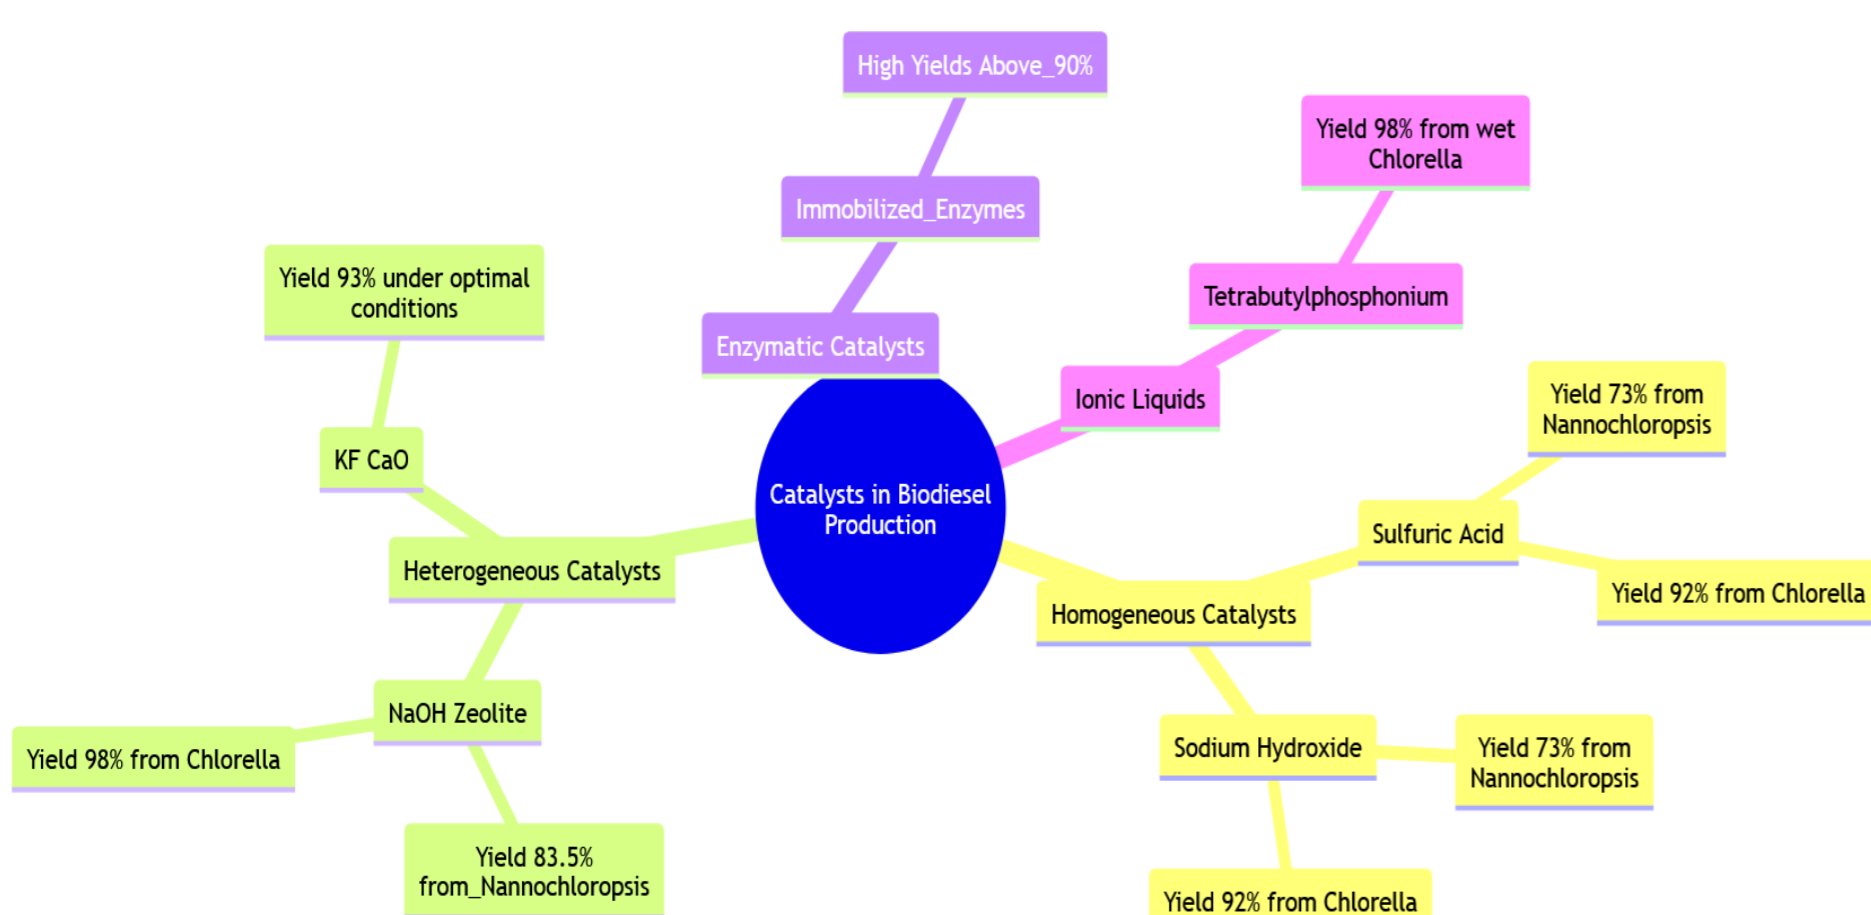 High Yields Above_90%
Yield 98% from wet
Chlorella
Immobilized_Enzymes
Yield 93% under optimal
conditions
Tetrabutylphosphonium
Enzymatic Catalysts
Ionic Liquids
Yield 73% from
Nannochloropsis
KF CaO
Catalysts in Biodiesel
Production
Sulfuric Acid
Heterogeneous Catalysts
Yield 92% from Chlorella
Homogeneous Catalysts
NaOH Zeolite
Sodium Hydroxide
Yield 73% from
Nannochloropsis
Yield 98% from Chlorella
Yield 83.5%
from_Nannochloropsis
Yield 92% from Chlorella